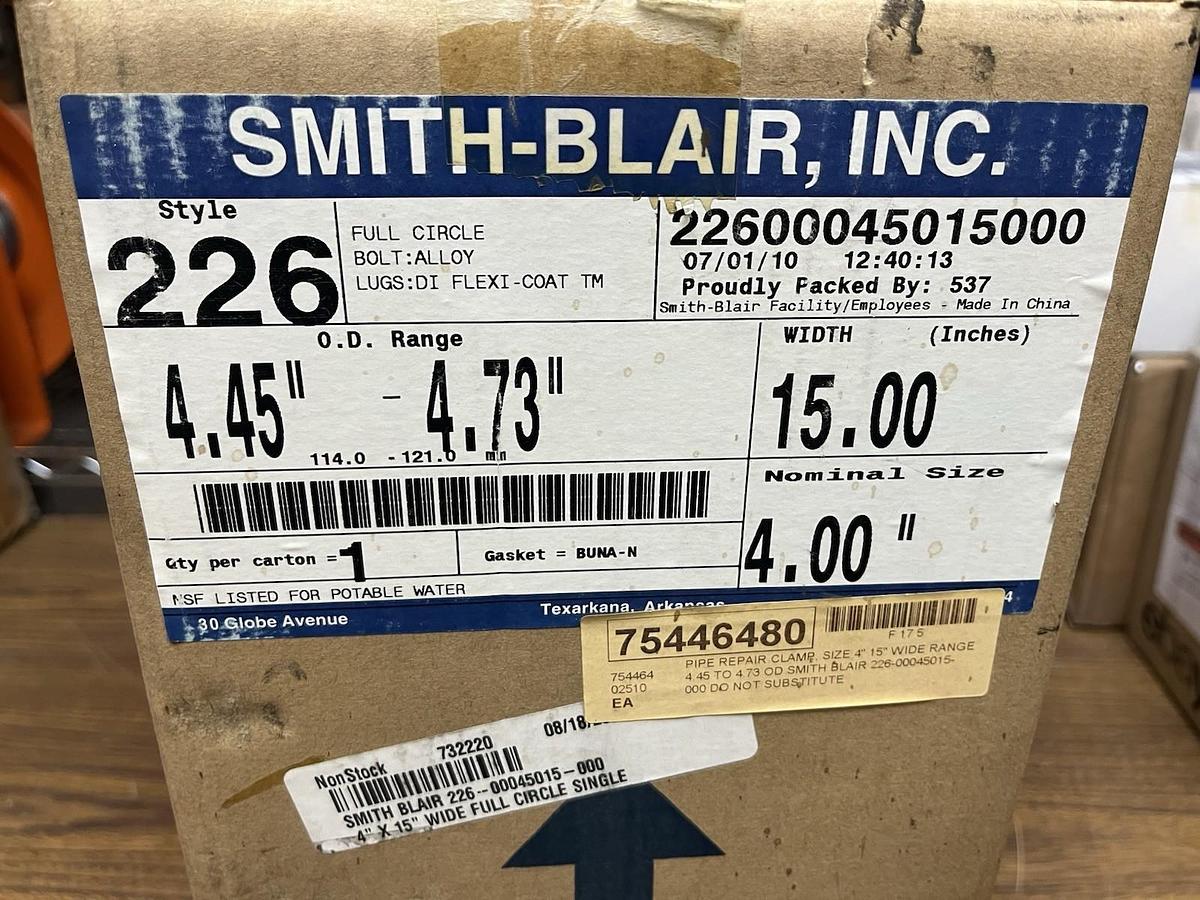 SMITH-BLAIR, INC.
Style
226
FULL CIRCLE
BOLT:ALLOY
LUGS:DI FLEXI-COAT TM
22600045015000
07/01/10 12:40:13
Proudly Packed By: 537
Smith-Blair Facility/Employees - Made In China
O.D. Range
4.45" - 4.73"
114.0 - 121.0 mm
WIDTH (Inches)
15.00
Nominal Size
4.00"
Qty per carton = 1
Gasket = BUNA-N
NSF LISTED FOR POTABLE WATER
30 Globe Avenue
Texarkana, Arkansas
75446480
F175
PIPE REPAIR CLAMP, SIZE 4" 15" WIDE RANGE
754464 4.45 TO 4.73 OD SMITH BLAIR 226-00045015-
02510 000 DO NOT SUBSTITUTE
EA
NonStock 732220 08/18/
SMITH BLAIR 226--00045015-000
4" X 15" WIDE FULL CIRCLE SINGLE